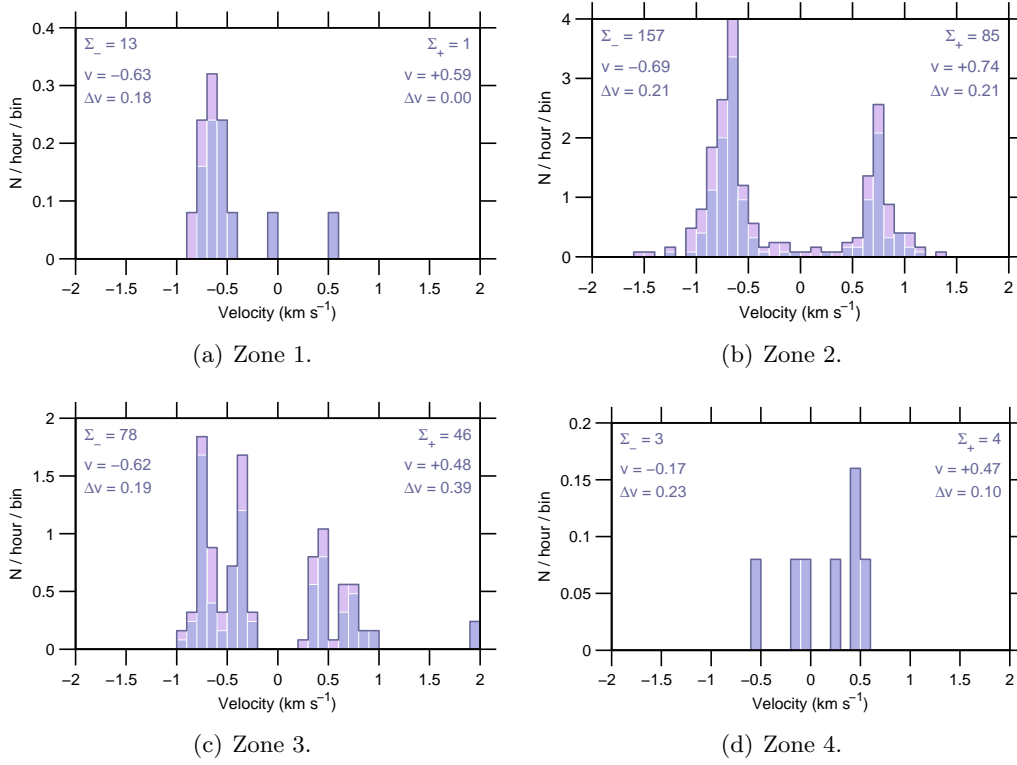 0.4
0.3
0.2
0.1
0
N / hour / bin
Σ− = 13
v = −0.63
Δv = 0.18
Σ+ = 1
v = +0.59
Δv = 0.00
−2 −1.5 −1 −0.5 0 0.5 1 1.5 2
Velocity (km s−1)
(a) Zone 1.
4
3
2
1
0
N / hour / bin
Σ− = 157
v = −0.69
Δv = 0.21
Σ+ = 85
v = +0.74
Δv = 0.21
−2 −1.5 −1 −0.5 0 0.5 1 1.5 2
Velocity (km s−1)
(b) Zone 2.
2
1.5
1
0.5
0
N / hour / bin
Σ− = 78
v = −0.62
Δv = 0.19
Σ+ = 46
v = +0.48
Δv = 0.39
−2 −1.5 −1 −0.5 0 0.5 1 1.5 2
Velocity (km s−1)
(c) Zone 3.
0.2
0.15
0.1
0.05
0
N / hour / bin
Σ− = 3
v = −0.17
Δv = 0.23
Σ+ = 4
v = +0.47
Δv = 0.10
−2 −1.5 −1 −0.5 0 0.5 1 1.5 2
Velocity (km s−1)
(d) Zone 4.